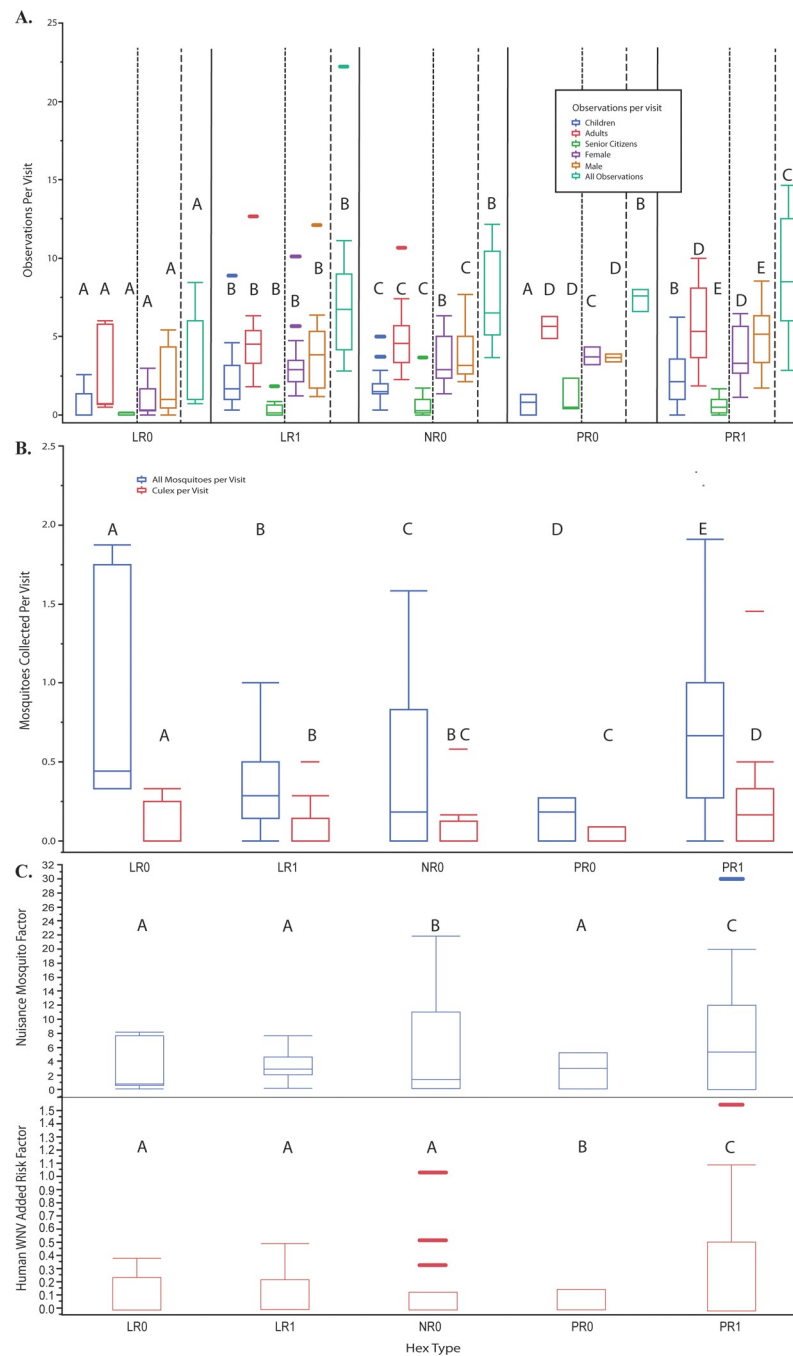 A.
25
20
15
10
5
0
Observations Per Visit
Observations per visit
Children
Adults
Senior Citizens
Female
Male
All Observations
A A A A A A
B B B B B B
C C C B C B
A D D C D B
B D E D E C
LR0 LR1 NR0 PR0 PR1
B.
2.5
2.0
1.5
1.0
0.5
0.0
Mosquitoes Collected Per Visit
All Mosquitoes per Visit
Culex per Visit
A B C D E
A B B C C D
LR0 LR1 NR0 PR0 PR1
C.
32
30
28
26
24
22
20
18
16
14
12
10
8
6
4
2
0
Nuisance Mosquito Factor
A A B A C
1.5
1.4
1.3
1.2
1.1
1.0
0.9
0.8
0.7
0.6
0.5
0.4
0.3
0.2
0.1
0.0
Human WNV Added Risk Factor
A A A B C
LR0 LR1 NR0 PR0 PR1
Hex Type